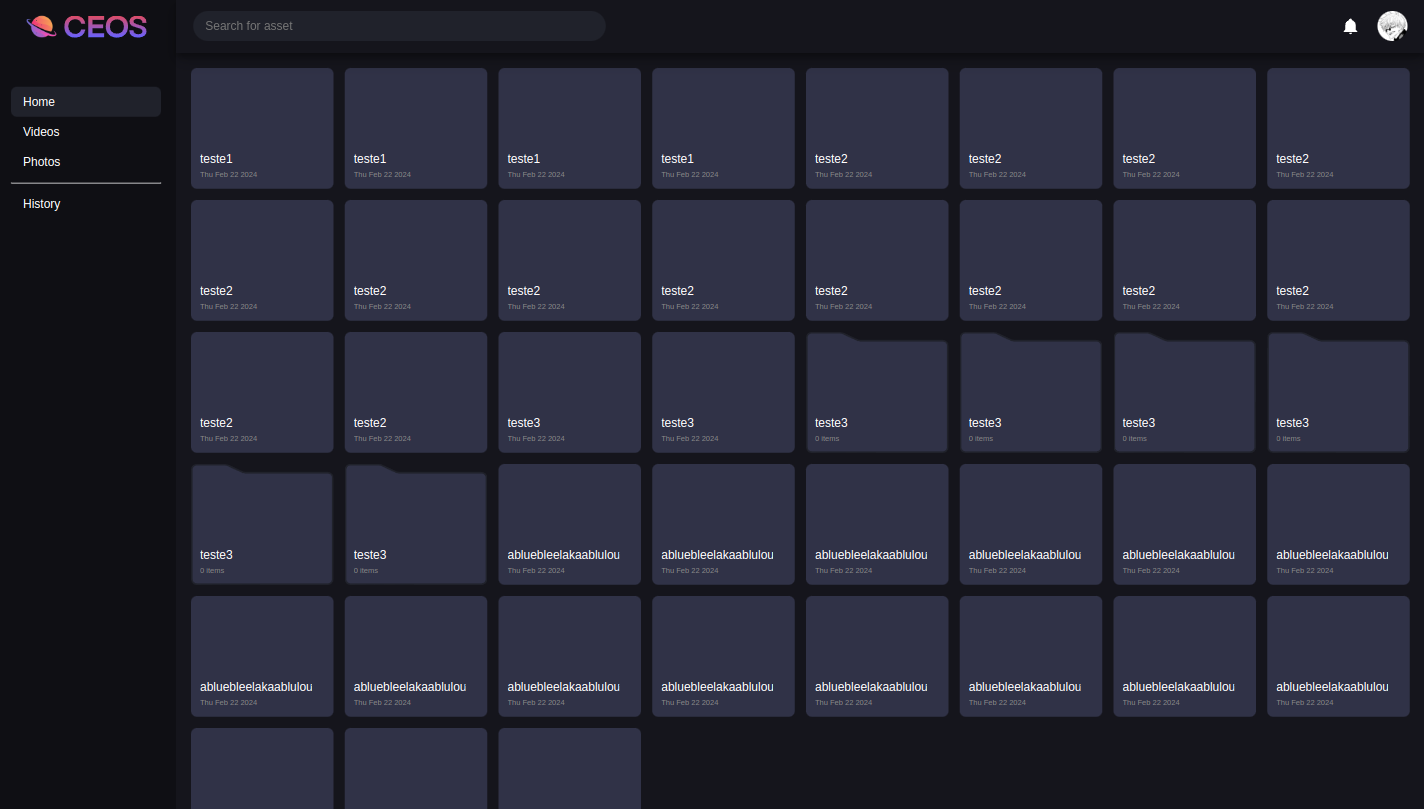 CEOS
Search for asset
Home
Videos
Photos
History
teste1 teste1 teste1 teste1 teste2 teste2 teste2 teste2
Thu Feb 22 2024 Thu Feb 22 2024 Thu Feb 22 2024 Thu Feb 22 2024 Thu Feb 22 2024 Thu Feb 22 2024 Thu Feb 22 2024 Thu Feb 22 2024
teste2 teste2 teste2 teste2 teste2 teste2 teste2 teste2
Thu Feb 22 2024 Thu Feb 22 2024 Thu Feb 22 2024 Thu Feb 22 2024 Thu Feb 22 2024 Thu Feb 22 2024 Thu Feb 22 2024 Thu Feb 22 2024
teste2 teste2 teste3 teste3 teste3 teste3 teste3 teste3
Thu Feb 22 2024 Thu Feb 22 2024 Thu Feb 22 2024 Thu Feb 22 2024 0 items 0 items 0 items 0 items
teste3 teste3 abluebleelakaablulou abluebleelakaablulou abluebleelakaablulou abluebleelakaablulou abluebleelakaablulou abluebleelakaablulou
0 items 0 items Thu Feb 22 2024 Thu Feb 22 2024 Thu Feb 22 2024 Thu Feb 22 2024 Thu Feb 22 2024 Thu Feb 22 2024
abluebleelakaablulou abluebleelakaablulou abluebleelakaablulou abluebleelakaablulou abluebleelakaablulou abluebleelakaablulou abluebleelakaablulou abluebleelakaablulou
Thu Feb 22 2024 Thu Feb 22 2024 Thu Feb 22 2024 Thu Feb 22 2024 Thu Feb 22 2024 Thu Feb 22 2024 Thu Feb 22 2024 Thu Feb 22 2024